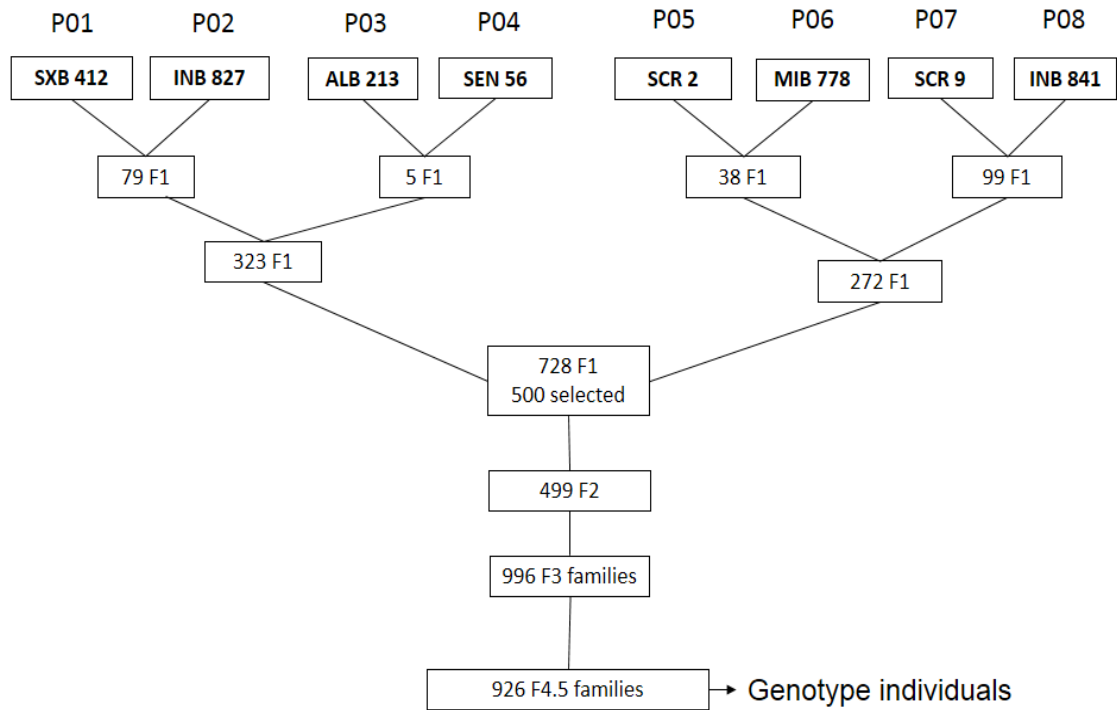 P01
P02
P03
P04
P05
P06
P07
P08
SXB 412
INB 827
ALB 213
SEN 56
SCR 2
MIB 778
SCR 9
INB 841
79 F1
5 F1
38 F1
99 F1
323 F1
272 F1
728 F1
500 selected
499 F2
996 F3 families
926 F4.5 families
Genotype individuals